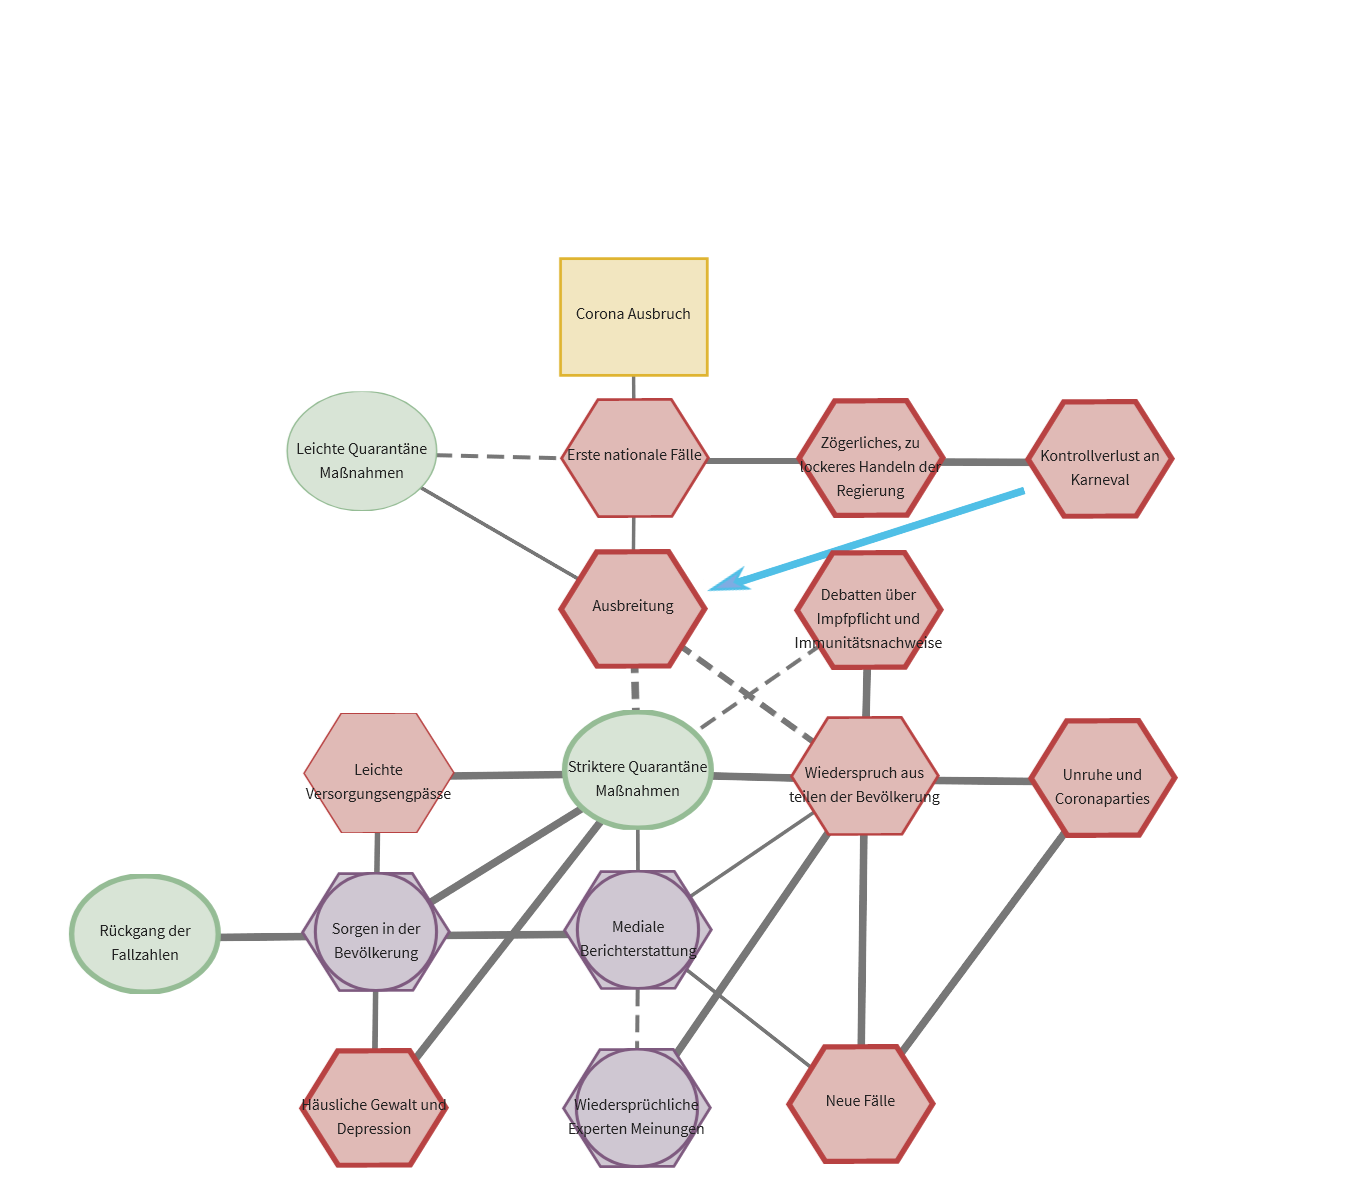 Corona Ausbruch
Leichte Quarantäne
Maßnahmen
Erste nationale Fälle
Zögerliches, zu
lockeres Handeln der
Regierung
Kontrollverlust an
Karneval
Ausbreitung
Debatten über
Impfpflicht und
Immunitätsnachweise
Leichte
Versorgungsengpässe
Striktere Quarantäne
Maßnahmen
Wiederspruch aus
teilen der Bevölkerung
Unruhe und
Coronaparties
Rückgang der
Fallzahlen
Sorgen in der
Bevölkerung
Mediale
Berichterstattung
Häusliche Gewalt und
Depression
Wiedersprüchliche
Experten Meinungen
Neue Fälle